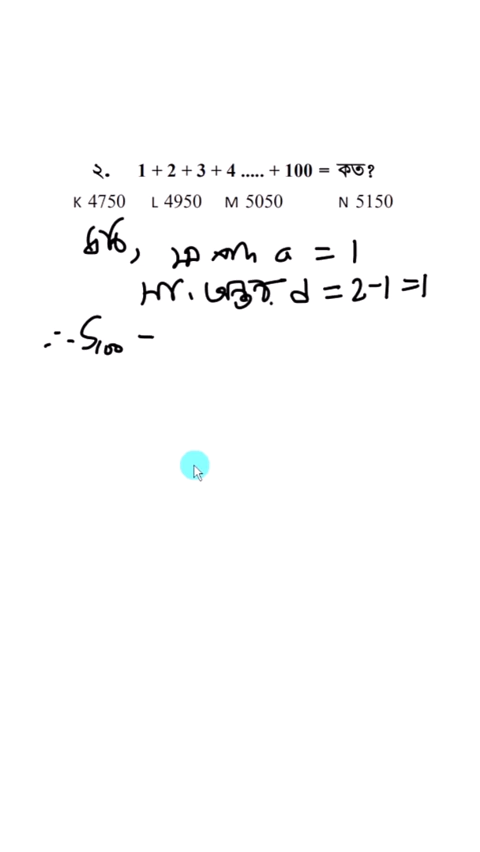 ২. 1 + 2 + 3 + 4 ..... + 100 = কত?
K 4750 L 4950 M 5050 N 5150
ধরি, ১ম পদ a = 1
সা. অন্তর d = 2-1 =1
∴ S₁₀₀ –